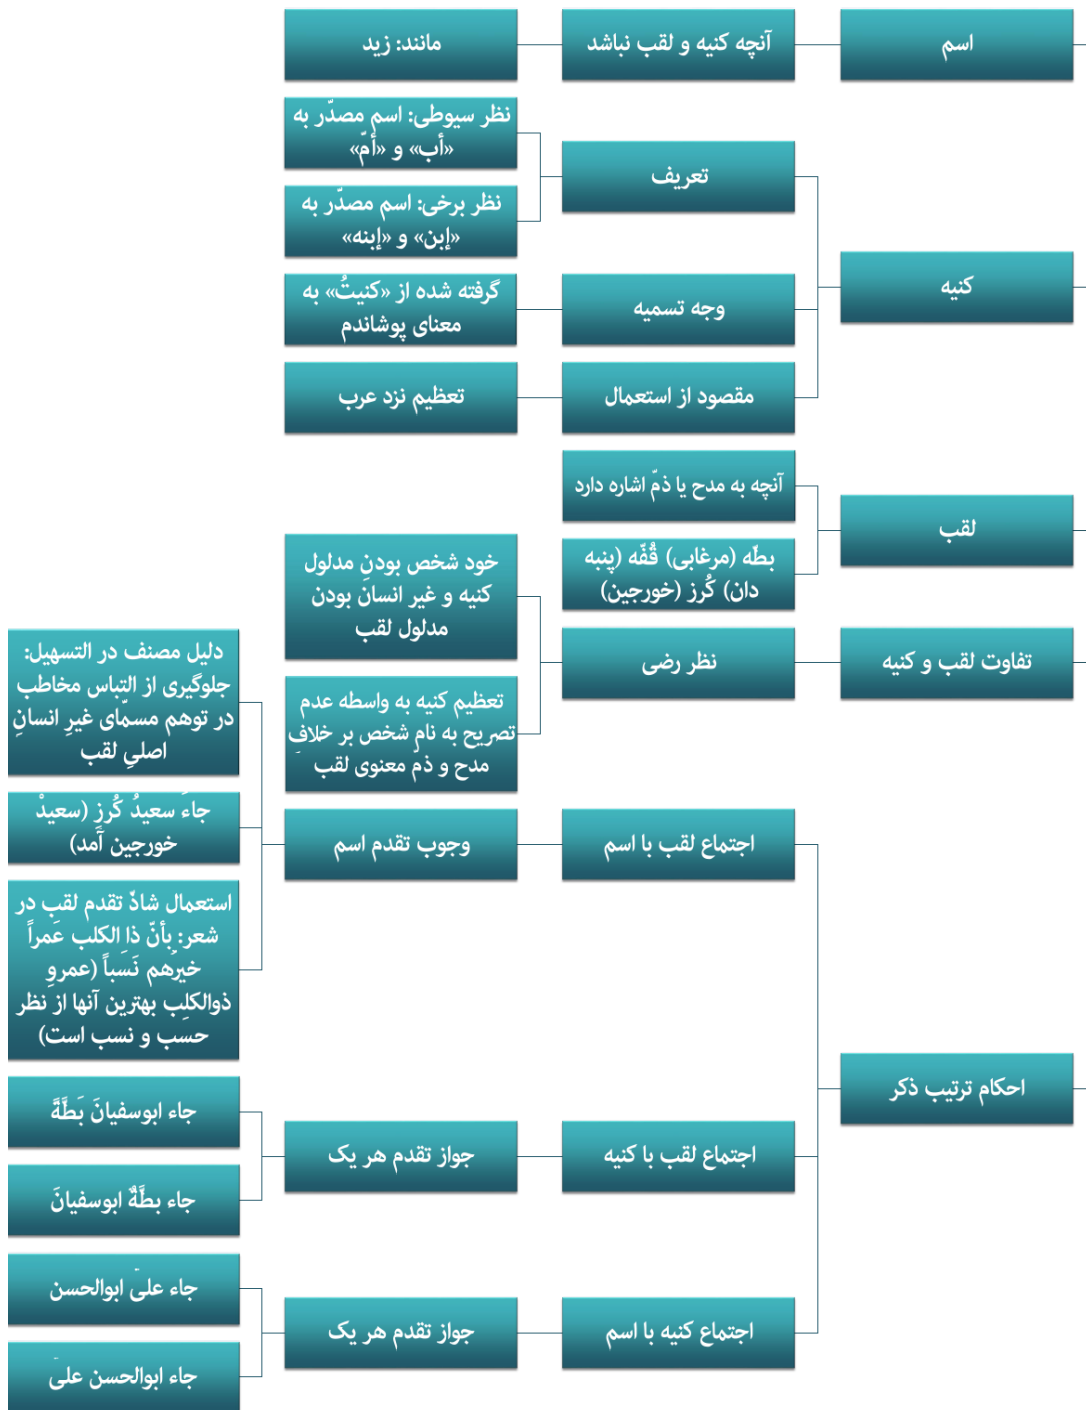 اسم
آنچه کنیه و لقب نباشد
مانند: زید
کنیه
تعریف
نظر سیوطی: اسم مصدّر به
«أب» و «أمّ»
نظر برخی: اسم مصدّر به
«إبن» و «إبنه»
وجه تسمیه
گرفته شده از «کنیتُ» به
معنای پوشاندم
مقصود از استعمال
تعظیم نزد عرب
لقب
آنچه به مدح یا ذمّ اشاره دارد
بطّه (مرغابی) قُفّه (پنبه
دان) کُرز (خورجین)
تفاوت لقب و کنیه
نظر رضی
خود شخص بودنِ مدلول
کنیه و غیر انسان بودن
مدلول لقب
تعظیم کنیه به واسطه عدم
تصریح به نام شخص بر خلاف
مدح و ذمّ معنوی لقب
احکام ترتیب ذکر
اجتماع لقب با اسم
وجوب تقدم اسم
دلیل مصنف در التسهیل:
جلوگیری از التباس مخاطب
در توهم مسمّای غیرِ انسانِ
اصلیِ لقب
جاءَ سعیدُ کُرزٍ (سعیدْ
خورجین آمد)
استعمال شاذّ تقدم لقب در
شعر: بأنّ ذا الکلب عَمراً
خیرُهم نَسَباً (عمروِ
ذوالکلب بهترین آنها از نظر
حسب و نسب است)
اجتماع لقب با کنیه
جواز تقدم هر یک
جاء ابوسفیانَ بَطَّةً
جاء بطَّةٌ ابوسفیانَ
اجتماع کنیه با اسم
جواز تقدم هر یک
جاء علیّ ابوالحسن
جاء ابوالحسن علیّ